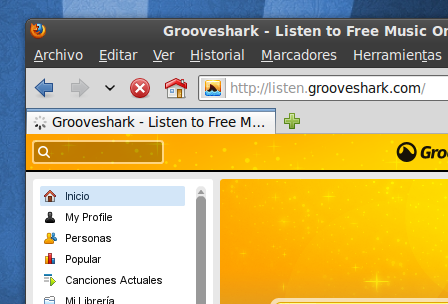 Grooveshark - Listen to Free Music On
Archivo Editar Ver Historial Marcadores Herramientas
http://listen.grooveshark.com/
Grooveshark - Listen to Free M...
Groo
Inicio
My Profile
Personas
Popular
Canciones Actuales
Mi Librería